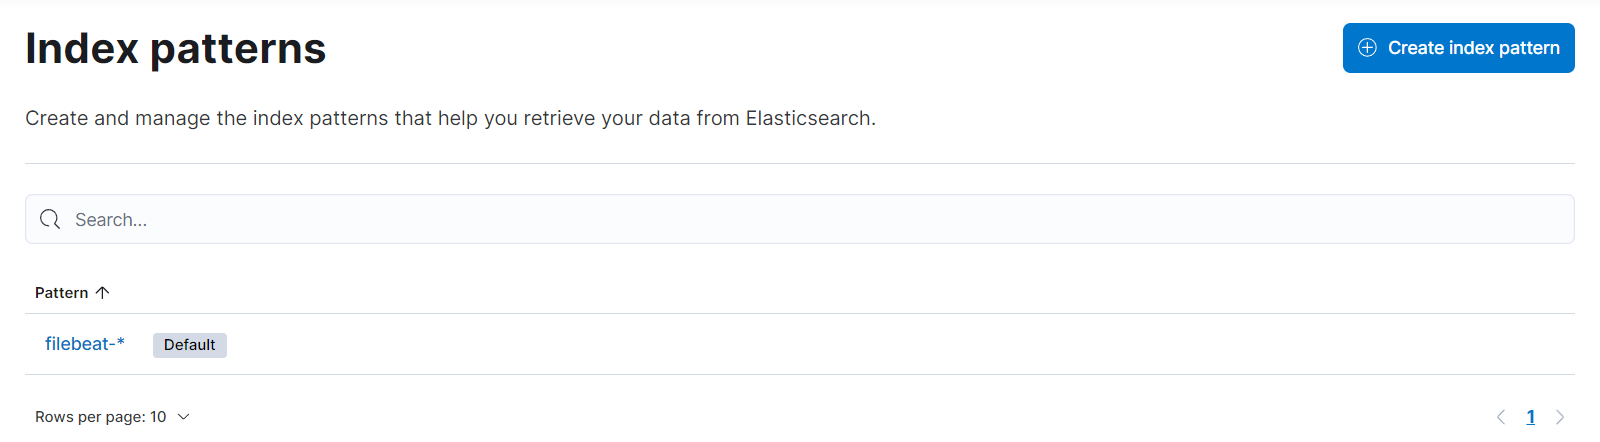 Index patterns
Create index pattern
Create and manage the index patterns that help you retrieve your data from Elasticsearch.
Search...
Pattern
filebeat-*
Default
Rows per page: 10
1